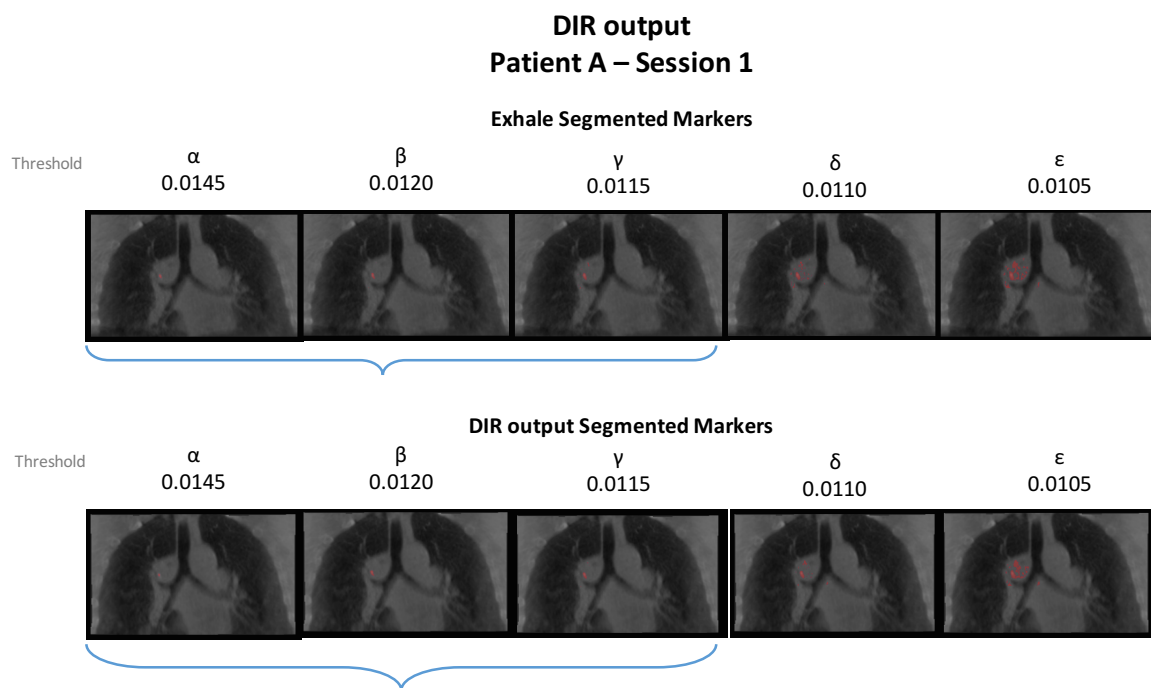 DIR output
Patient A – Session 1
Exhale Segmented Markers
Threshold
α β γ δ ε
0.0145 0.0120 0.0115 0.0110 0.0105
DIR output Segmented Markers
Threshold
α β γ δ ε
0.0145 0.0120 0.0115 0.0110 0.0105